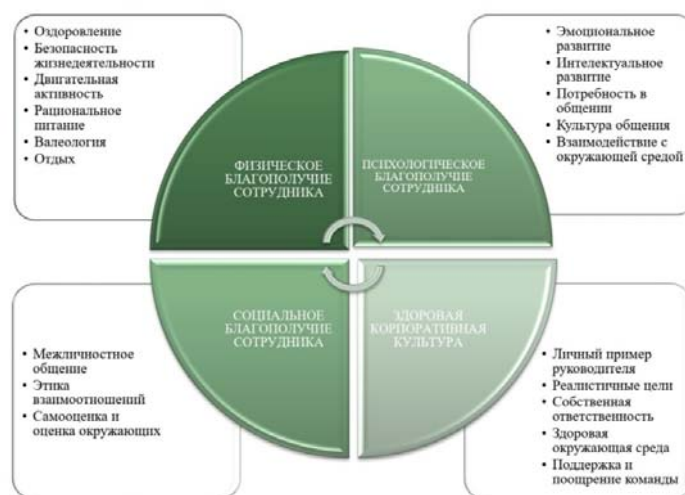 • Оздоровление
• Безопасность
жизнедеятельности
• Двигательная
активность
• Рациональное
питание
• Валеология
• Отдых
• Эмоциональное
развитие
• Интелектуальное
развитие
• Потребность в
общении
• Культура общения
• Взаимодействие с
окружающей средой
ФИЗИЧЕСКОЕ
БЛАГОПОЛУЧИЕ
СОТРУДНИКА
ПСИХОЛОГИЧЕСКОЕ
БЛАГОПОЛУЧИЕ
СОТРУДНИКА
СОЦИАЛЬНОЕ
БЛАГОПОЛУЧИЕ
СОТРУДНИКА
ЗДОРОВАЯ
КОРПОРАТИВНАЯ
КУЛЬТУРА
• Межличностное
общение
• Этика
взаимоотношений
• Самооценка и
оценка окружающих
• Личный пример
руководителя
• Реалистичные цели
• Собственная
ответственность
• Здоровая
окружающая среда
• Поддержка и
поощрение команды